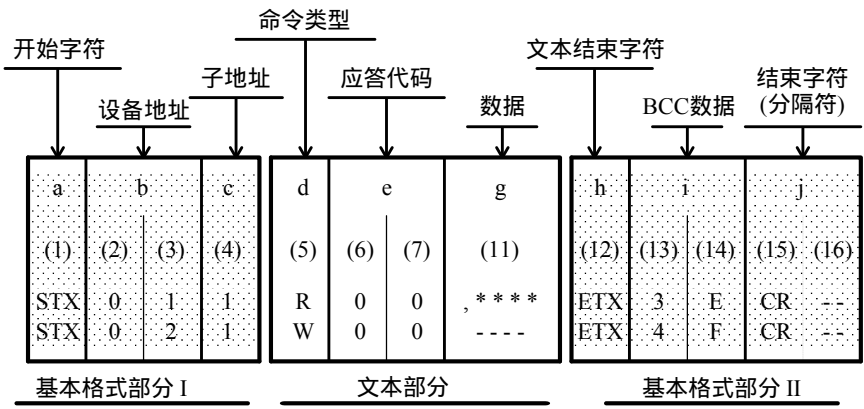 命令类型
开始字符
文本结束字符
子地址
应答代码
结束字符
(分隔符)
设备地址
数据
BCC数据
a b c d e g h i j
(1) (2) (3) (4) (5) (6) (7) (11) (12) (13) (14) (15) (16)
STX 0 1 1 R 0 0 , * * * * ETX 3 E CR - -
STX 0 2 1 W 0 0 - - - - ETX 4 F CR - -
基本格式部分 I 文本部分 基本格式部分 II